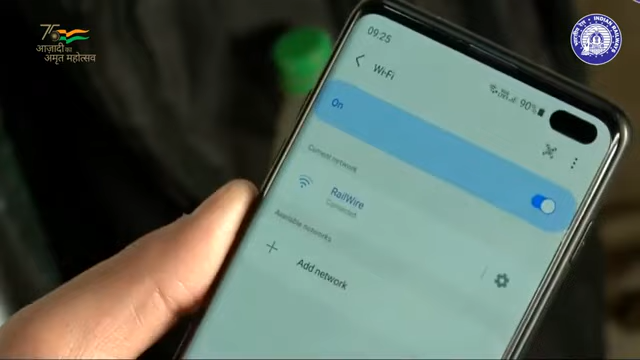 75
आज़ादी का
अमृत महोत्सव
INDIAN RAILWAYS
09:25
90%
Wi-Fi
On
Current network
RailWire
Connected
Available networks
Add network